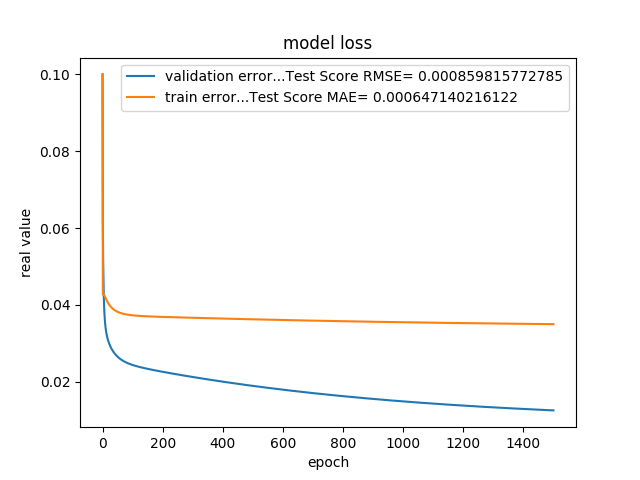 model loss
validation error...Test Score RMSE= 0.000859815772785
train error...Test Score MAE= 0.000647140216122
0.10
0.08
0.06
0.04
0.02
real value
0 200 400 600 800 1000 1200 1400
epoch